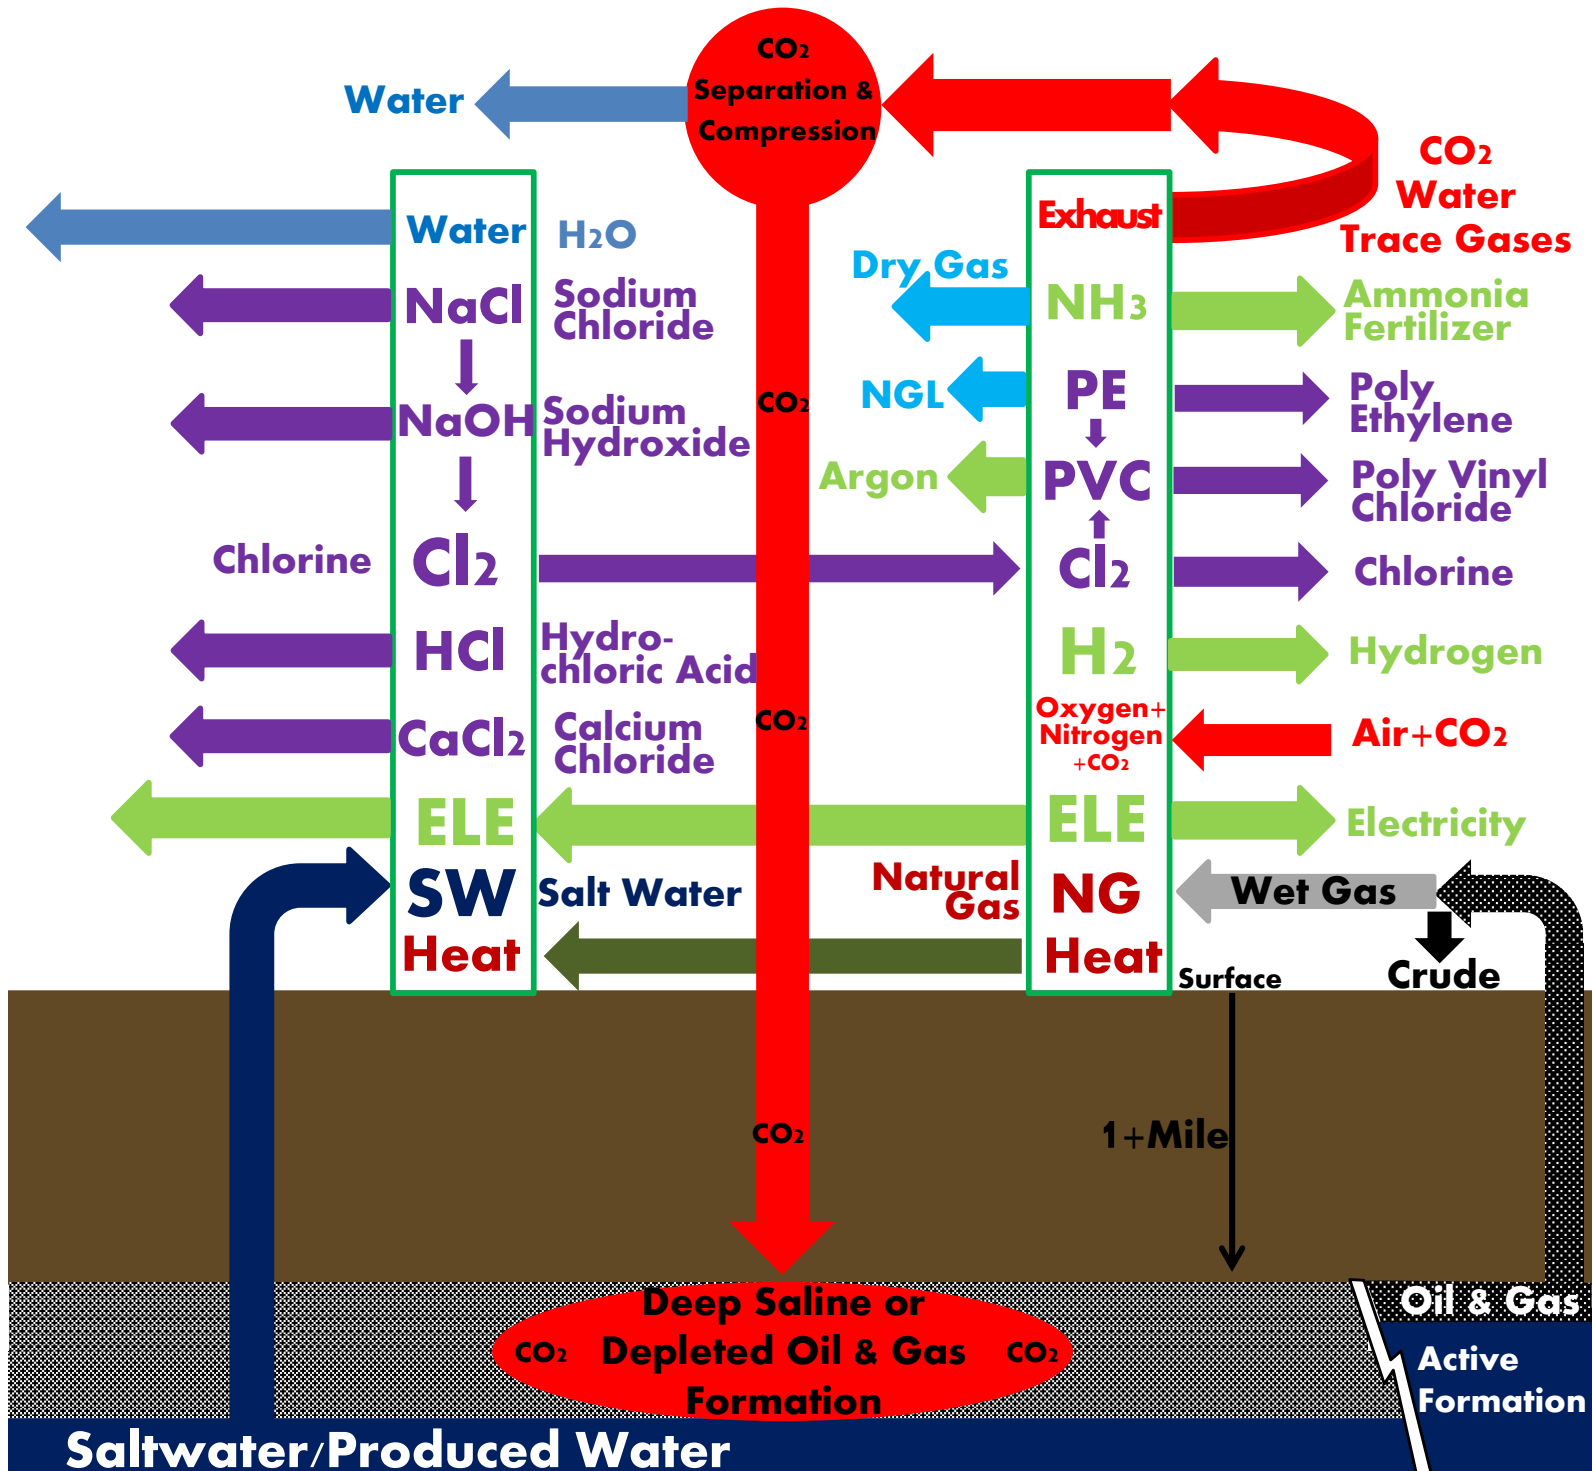 CO₂
Separation &
Compression
Water
CO₂
Water
Trace Gases
Water
H₂O
Exhaust
Dry Gas
NaCl
Sodium
Chloride
NH₃
Ammonia
Fertilizer
NGL
PE
Poly
Ethylene
CO₂
NaOH
Sodium
Hydroxide
Argon
PVC
Poly Vinyl
Chloride
Chlorine
Cl₂
Cl₂
Chlorine
HCl
Hydro-
chloric Acid
H₂
Hydrogen
CaCl₂
Calcium
Chloride
CO₂
Oxygen+
Nitrogen
+CO₂
Air+CO₂
ELE
ELE
Electricity
SW
Salt Water
Natural
Gas
NG
Wet Gas
Heat
Heat
Surface
Crude
CO₂
1+Mile
Deep Saline or
CO₂ Depleted Oil & Gas CO₂
Formation
Oil & Gas
Active
Formation
Saltwater/Produced Water